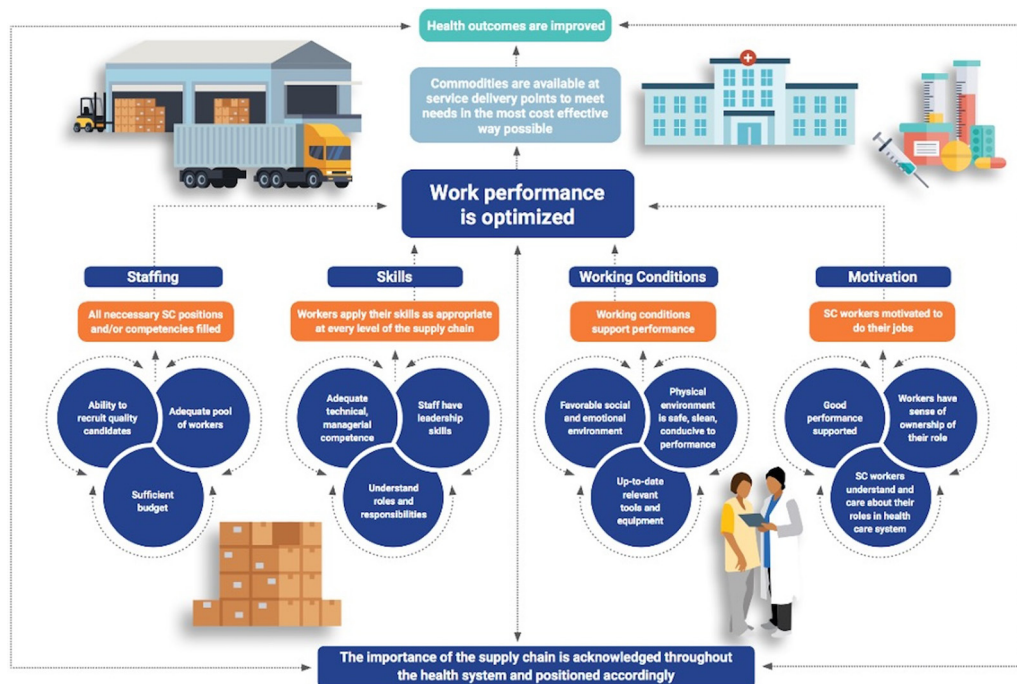 Health outcomes are improved
Commodities are available at
service delivery points to meet
needs in the most cost effective
way possible
Work performance
is optimized
Staffing
Skills
Working Conditions
Motivation
All neccessary SC positions
and/or competencies filled
Workers apply their skills as appropriate
at every level of the supply chain
Working conditions
support performance
SC workers motivated to
do their jobs
Ability to
recruit quality
candidates
Adequate pool
of workers
Sufficient
budget
Adequate
technical,
managerial
competence
Staff have
leadership
skills
Understand
roles and
responsibilities
Favorable social
and emotional
environment
Physical
environment
is safe, slean,
conducive to
performance
Up-to-date
relevant
tools and
equipment
Good
performance
supported
Workers have
sense of
ownership of
their role
SC workers
understand and
care about their
roles in health
care system
The importance of the supply chain is acknowledged throughout
the health system and positioned accordingly